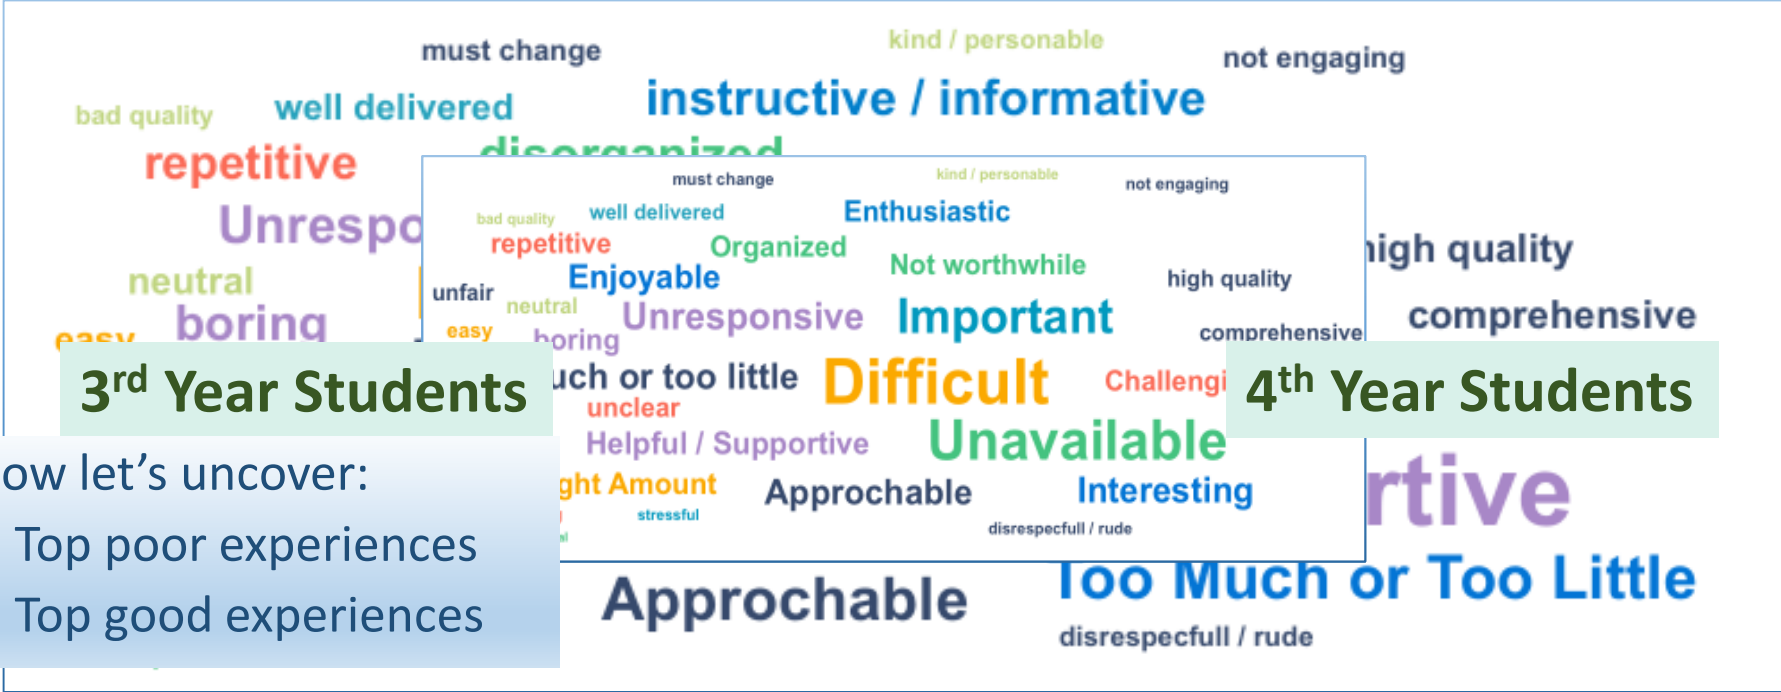 must change
kind / personable
not engaging
bad quality
well delivered
instructive / informative
repetitive
disorganized
must change
kind / personable
not engaging
bad quality
well delivered
Enthusiastic
Unrespo
repetitive
Organized
Not worthwhile
high quality
neutral
Enjoyable
high quality
unfair
neutral
Unresponsive
Important
comprehensive
easy
boring
easy
boring
comprehensive
3rd Year Students
uch or too little
Difficult
Challengi
4th Year Students
unclear
Helpful / Supportive
Unavailable
ow let's uncover:
ght Amount
Approchable
Interesting
rtive
stressful
disrespecfull / rude
Top poor experiences
Approchable
Too Much or Too Little
Top good experiences
disrespecfull / rude